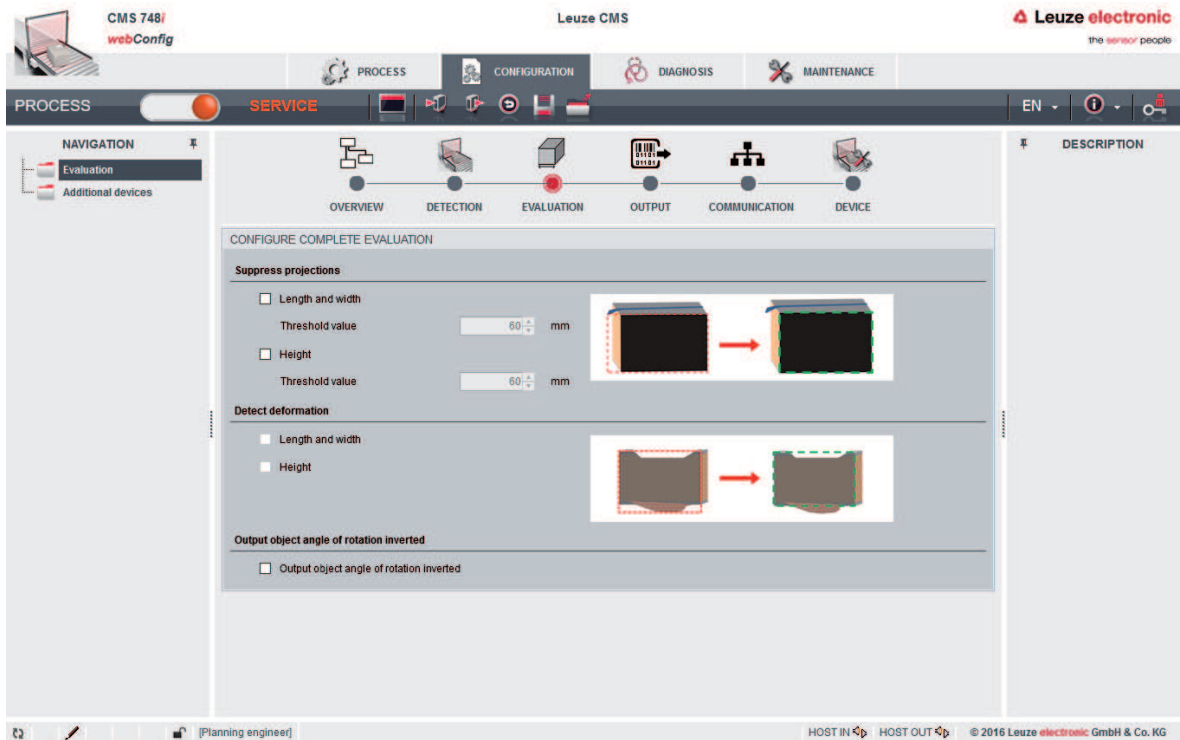 CMS 748i
webConfig
Leuze CMS
Leuze electronic
the sensor people
PROCESS
CONFIGURATION
DIAGNOSIS
MAINTENANCE
PROCESS
SERVICE
EN
NAVIGATION
Evaluation
Additional devices
OVERVIEW
DETECTION
EVALUATION
OUTPUT
COMMUNICATION
DEVICE
DESCRIPTION
CONFIGURE COMPLETE EVALUATION
Suppress projections
Length and width
Threshold value 60 mm
Height
Threshold value 60 mm
Detect deformation
Length and width
Height
Output object angle of rotation inverted
Output object angle of rotation inverted
[Planning engineer]
HOST IN
HOST OUT
© 2016 Leuze electronic GmbH & Co. KG